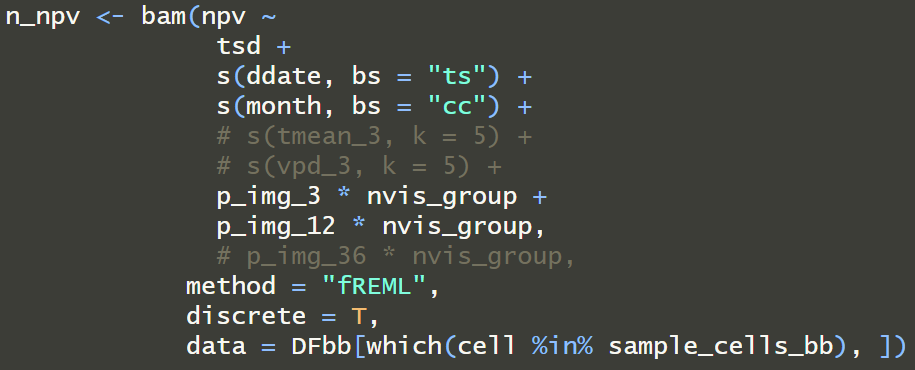 n_npv <- bam(npv ~
tsd +
s(ddate, bs = "ts") +
s(month, bs = "cc") +
# s(tmean_3, k = 5) +
# s(vpd_3, k = 5) +
p_img_3 * nvis_group +
p_img_12 * nvis_group,
# p_img_36 * nvis_group,
method = "fREML",
discrete = T,
data = DFbb[which(cell %in% sample_cells_bb), ])